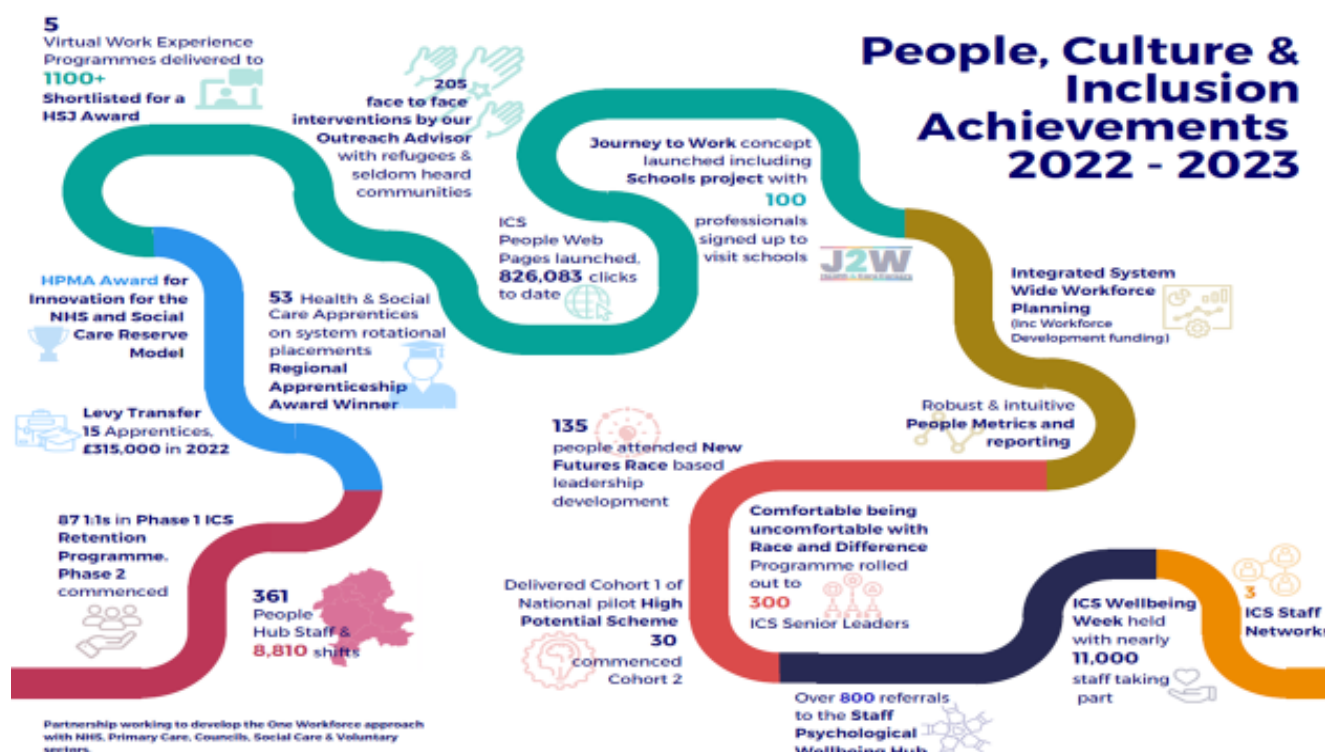 People, Culture &
Inclusion
Achievements
2022 - 2023
5
Virtual Work Experience
Programmes delivered to
1100+
Shortlisted for a
HSJ Award
205
face to face
interventions by our
Outreach Advisor
with refugees &
seldom heard
communities
Journey to Work concept
launched including
Schools project with
100
professionals
signed up to
visit schools
J2W
ICS
People Web
Pages launched,
826,083 clicks
to date
HPMA Award for
Innovation for the
NHS and Social
Care Reserve
Model
53 Health & Social
Care Apprentices
on system rotational
placements
Regional
Apprenticeship
Award Winner
Integrated System
Wide Workforce
Planning
(inc Workforce
Development funding)
Levy Transfer
15 Apprentices,
£315,000 in 2022
Robust & intuitive
People Metrics and
reporting
135
people attended New
Futures Race based
leadership
development
87 1:1s in Phase 1 ICS
Retention
Programme.
Phase 2
commenced
361
People
Hub Staff &
8,810 shifts
Comfortable being
uncomfortable with
Race and Difference
Programme rolled
out to
300
ICS Senior Leaders
Delivered Cohort 1 of
National pilot High
Potential Scheme
30
commenced
Cohort 2
ICS Wellbeing
Week held
with nearly
11,000
staff taking
part
3
ICS Staff
Networks
Over 800 referrals
to the Staff
Psychological
Wellbeing Hub
Partnership working to develop the One Workforce approach
with NHS, Primary Care, Councils, Social Care & Voluntary
sectors.